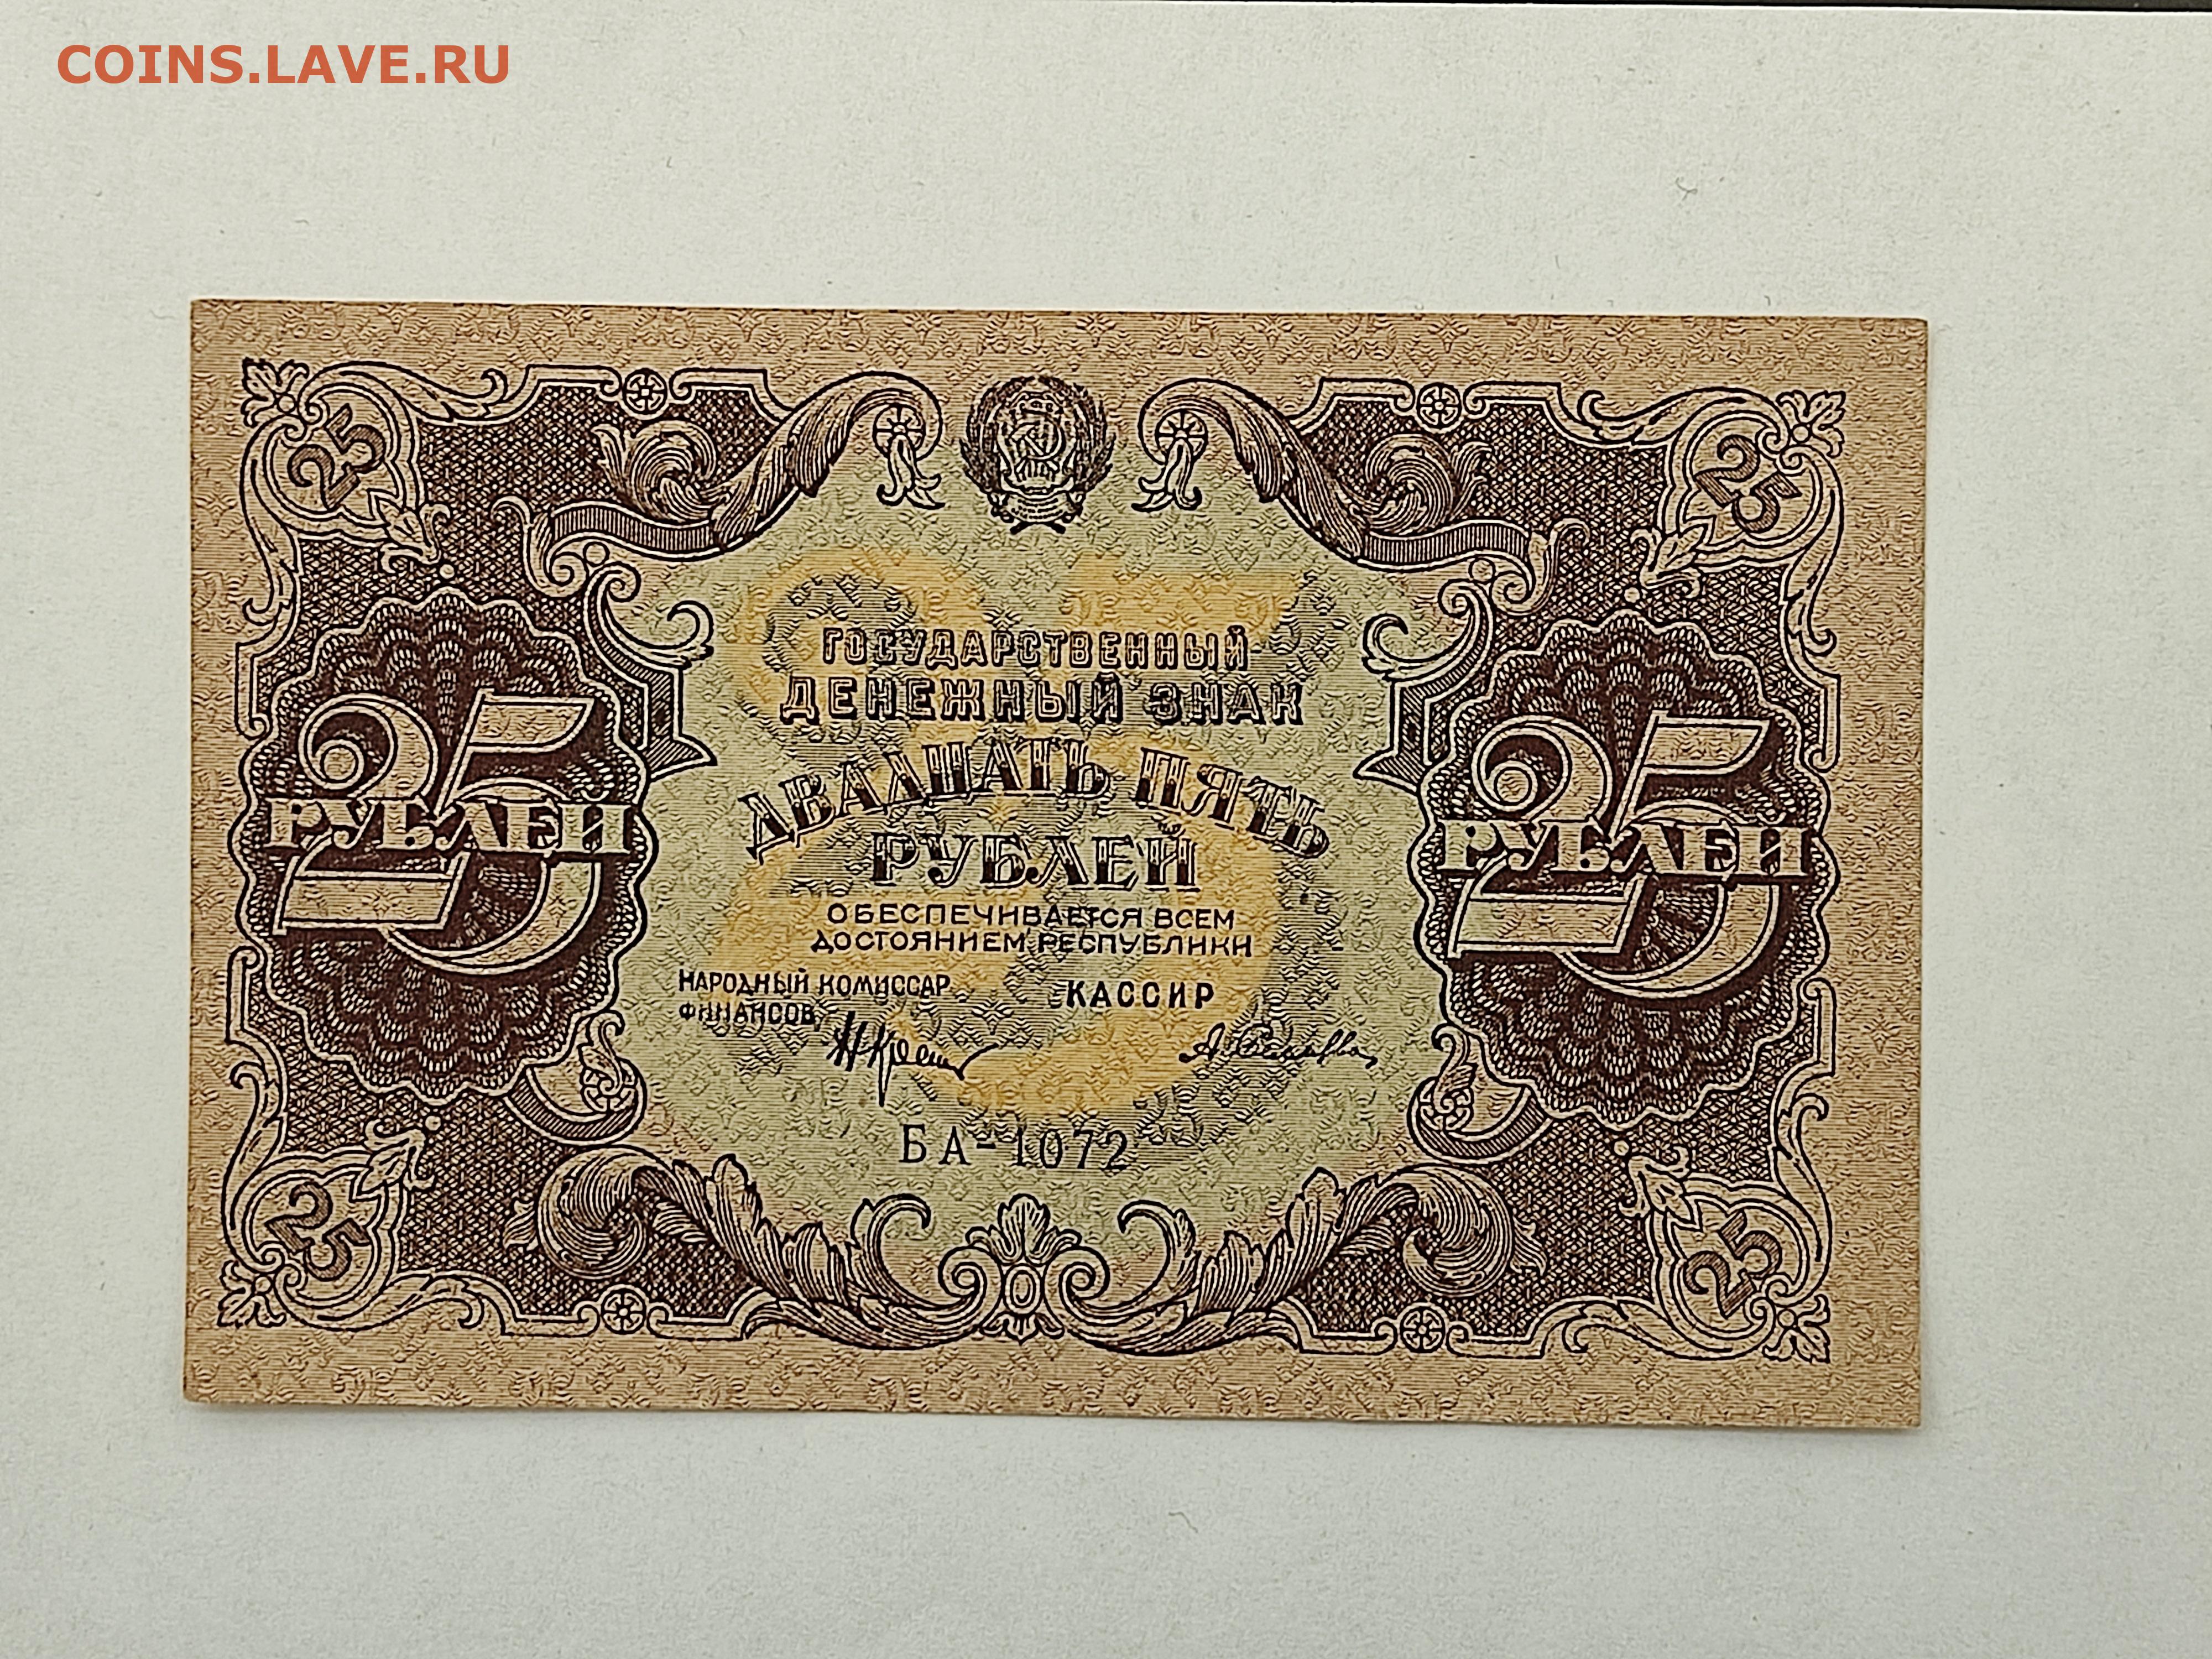 COINS.LAVE.RU
25
25
ГОСУДАРСТВЕННЫЙ
ДЕНЕЖНЫЙ ЗНАК
ДВАДЦАТЬ ПЯТЬ
РУБЛЕЙ
25
РУБЛЕЙ
25
РУБЛЕЙ
ОБЕСПЕЧИВАЕТСЯ ВСЕМ
ДОСТОЯНИЕМ РЕСПУБЛИКИ
НАРОДНЫЙ КОМИССАР
ФИНАНСОВ
КАССИР
БА-1072
25
25